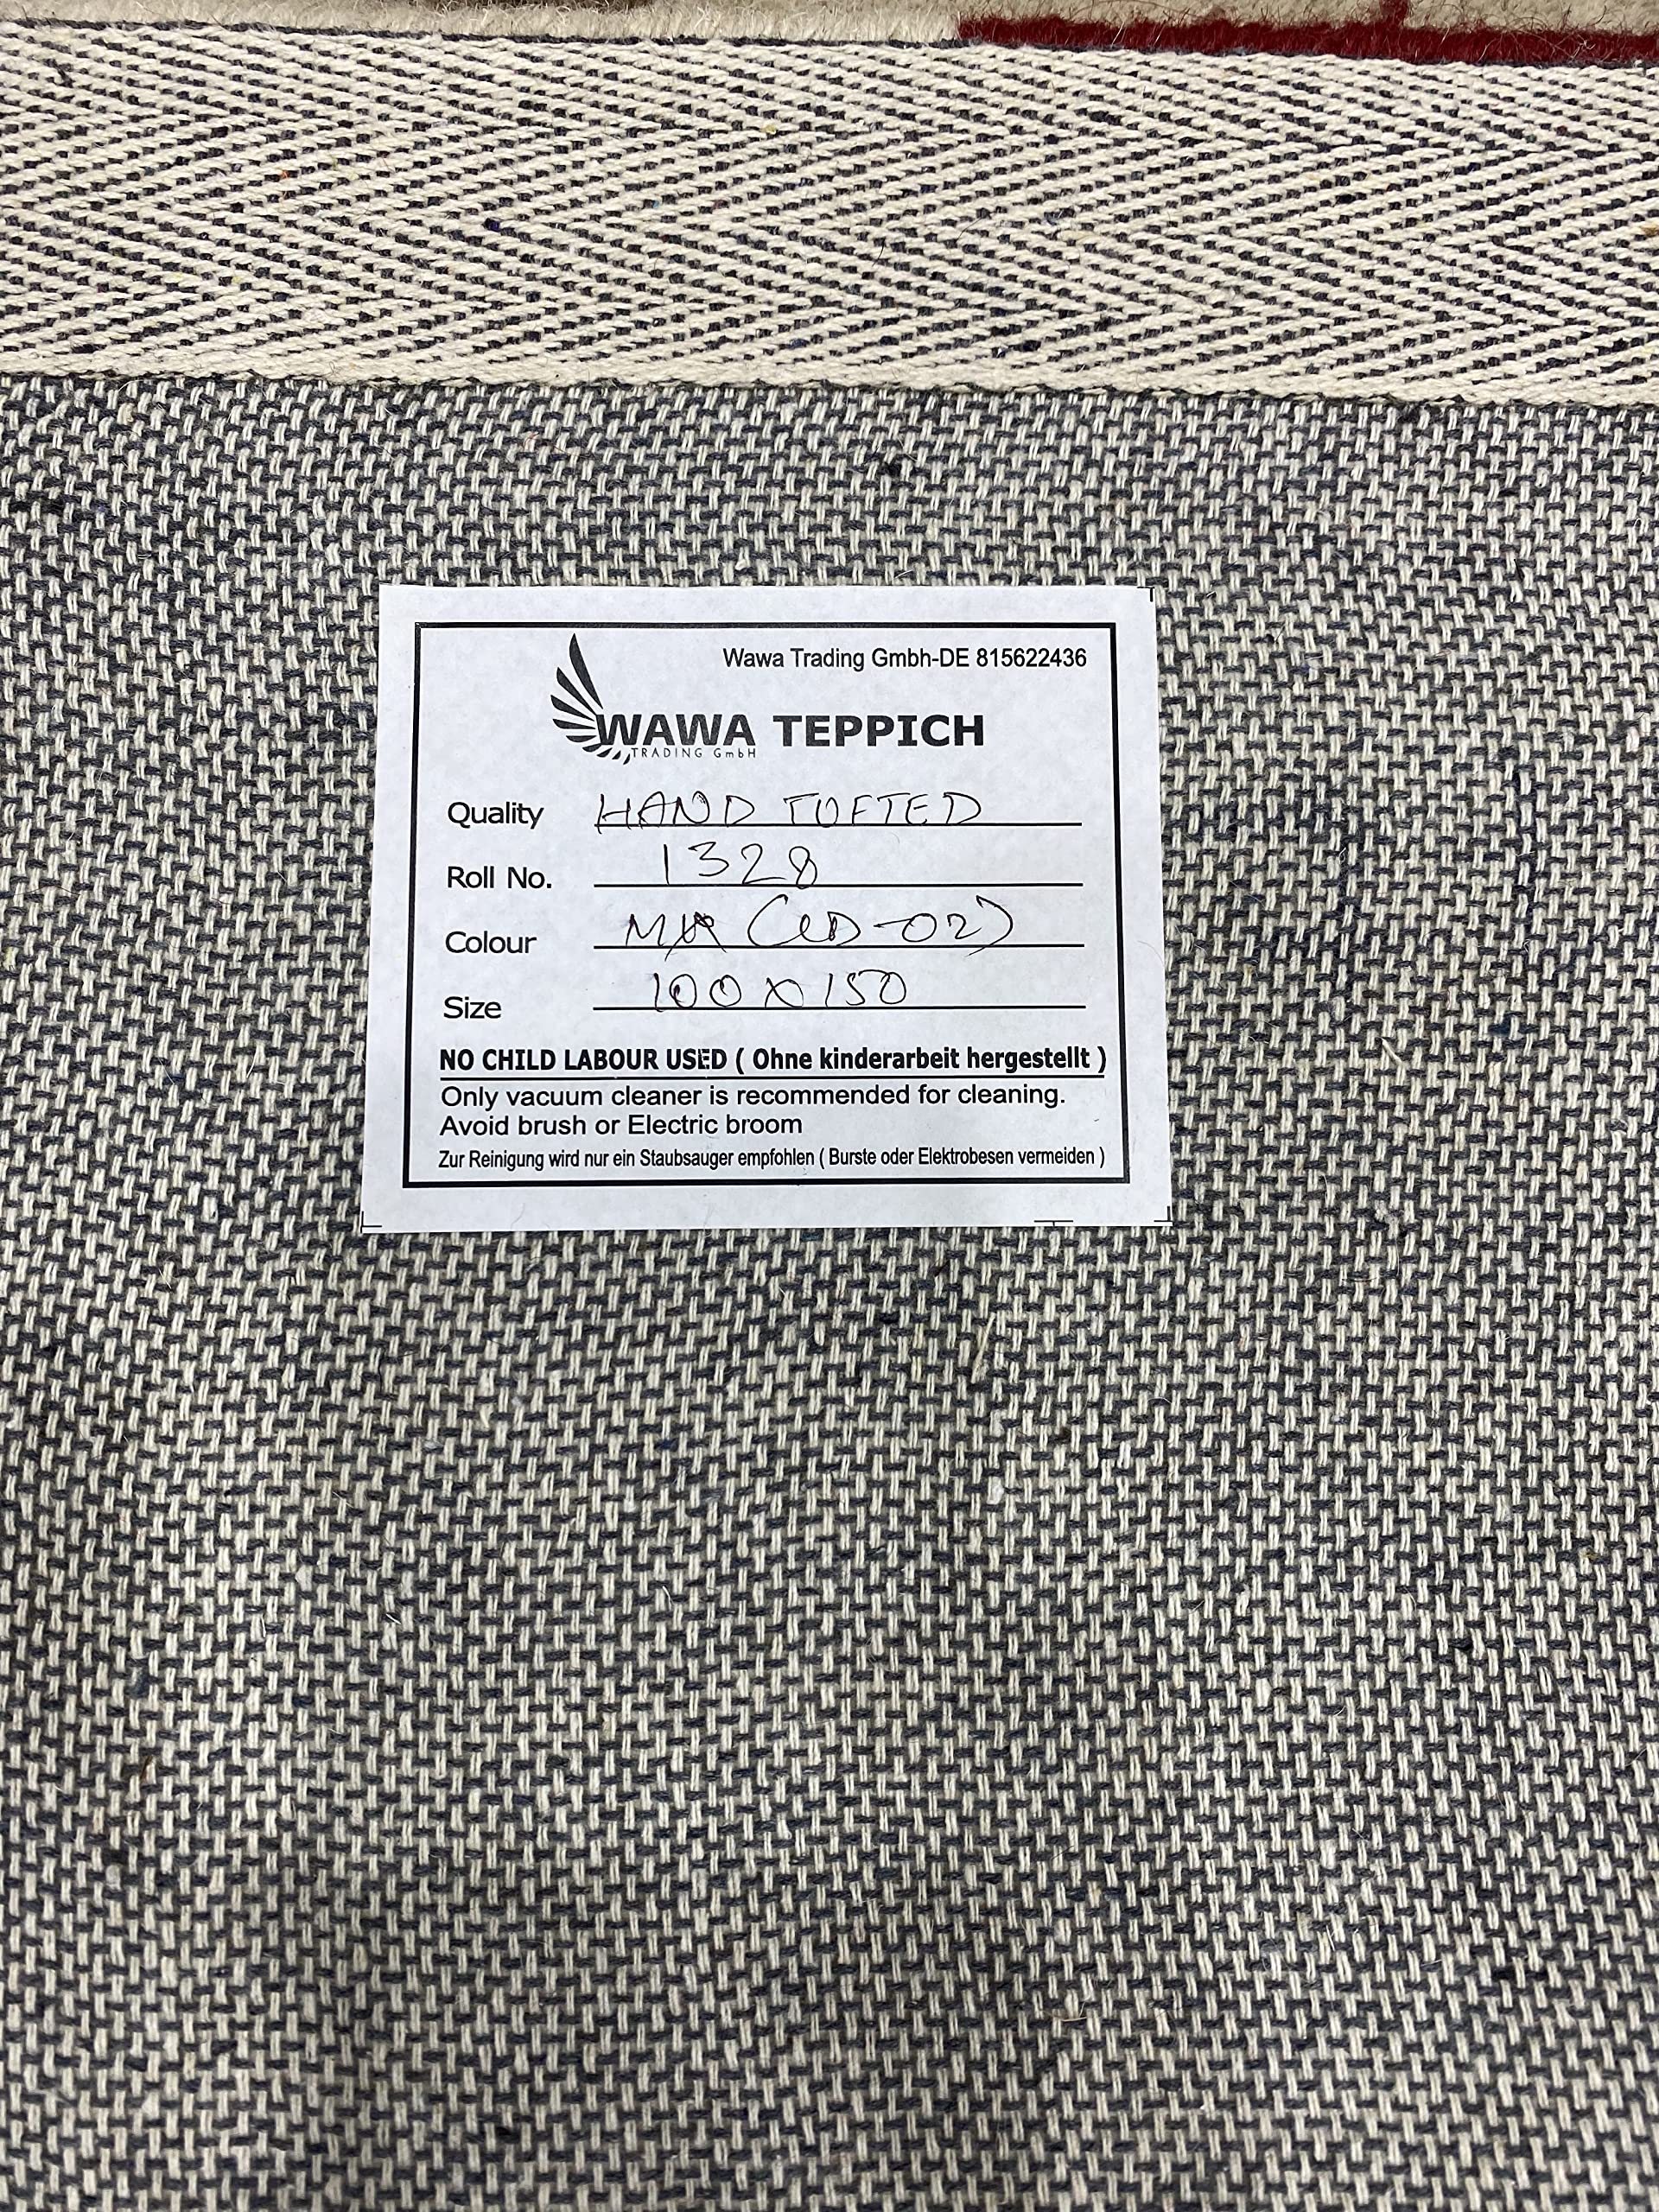 Wawa Trading Gmbh-DE 815622436
WAWA TEPPICH
TRADING GmbH
Quality HAND TUFTED
Roll No. 1328
Colour
Size 100X150
NO CHILD LABOUR USED ( Ohne kinderarbeit hergestellt )
Only vacuum cleaner is recommended for cleaning.
Avoid brush or Electric broom
Zur Reinigung wird nur ein Staubsauger empfohlen ( Burste oder Elektrobesen vermeiden )